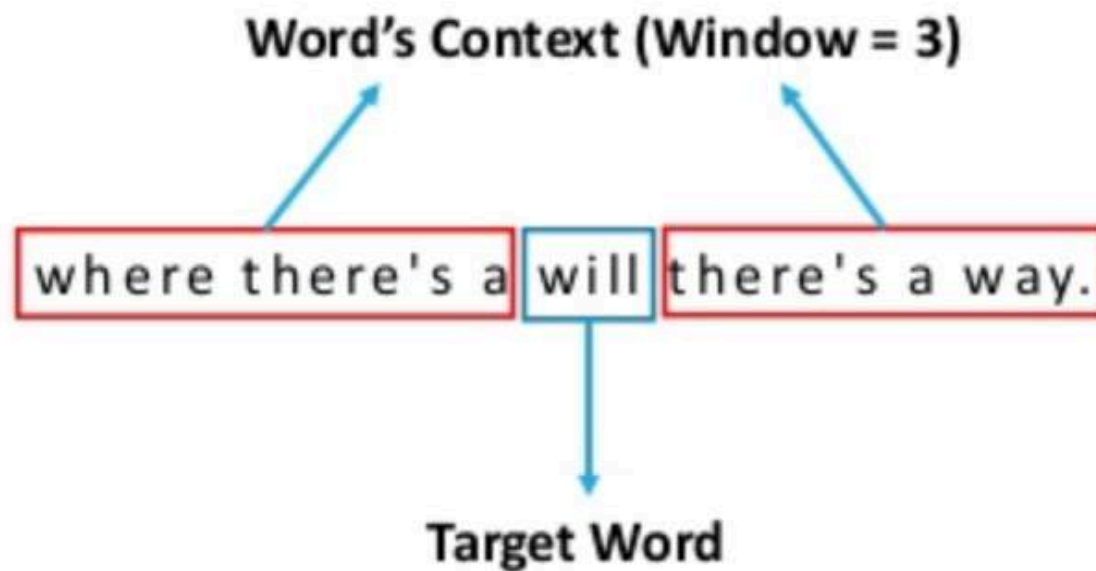 Word's Context (Window = 3)
where there's a will there's a way.
Target Word